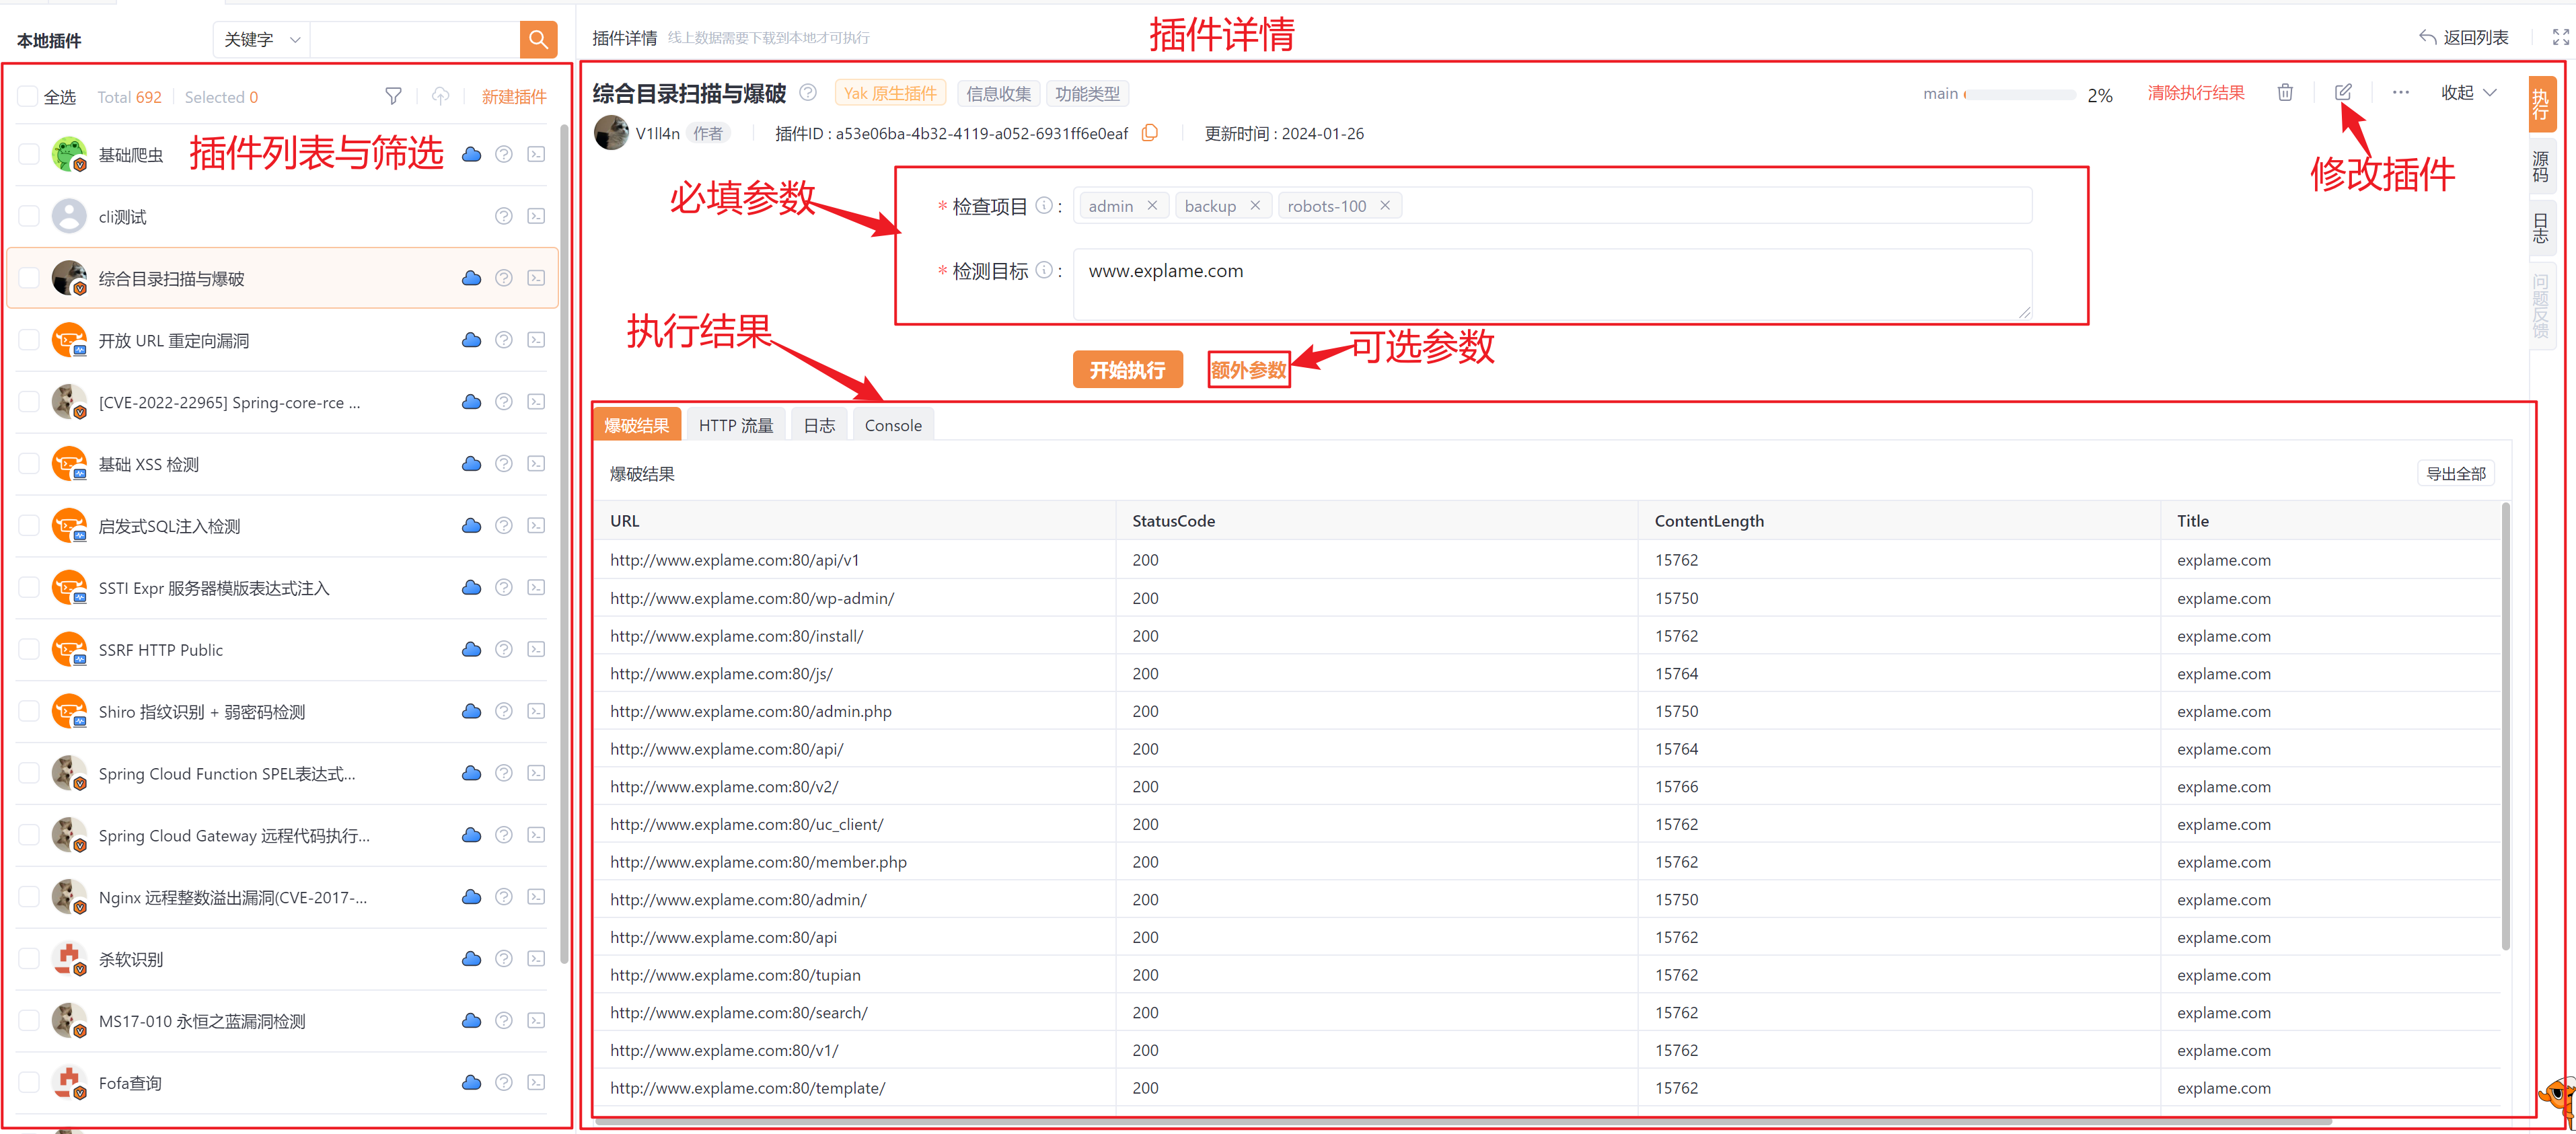 本地插件
关键字
插件详情 线上数据需要下载到本地才可执行
插件详情
返回列表
全选 Total 692 Selected 0 新建插件
插件列表与筛选
基础爬虫
cli测试
综合目录扫描与爆破
开放 URL 重定向漏洞
[CVE-2022-22965] Spring-core-rce ...
基础 XSS 检测
启发式SQL注入检测
SSTI Expr 服务器模版表达式注入
SSRF HTTP Public
Shiro 指纹识别 + 弱密码检测
Spring Cloud Function SPEL表达式...
Spring Cloud Gateway 远程代码执行...
Nginx 远程整数溢出漏洞(CVE-2017-...
杀软识别
MS17-010 永恒之蓝漏洞检测
Fofa查询
综合目录扫描与爆破 Yak 原生插件 信息收集 功能类型
main 2% 清除执行结果 收起
V1ll4n 作者 插件ID : a53e06ba-4b32-4119-a052-6931ff6e0eaf 更新时间 : 2024-01-26
执行
源码
日志
问题反馈
修改插件
必填参数
* 检查项目 : admin backup robots-100
* 检测目标 : www.explame.com
执行结果
可选参数
开始执行 额外参数
爆破结果 HTTP 流量 日志 Console
爆破结果 导出全部
URL StatusCode ContentLength Title
http://www.explame.com:80/api/v1 200 15762 explame.com
http://www.explame.com:80/wp-admin/ 200 15750 explame.com
http://www.explame.com:80/install/ 200 15762 explame.com
http://www.explame.com:80/js/ 200 15764 explame.com
http://www.explame.com:80/admin.php 200 15750 explame.com
http://www.explame.com:80/api/ 200 15764 explame.com
http://www.explame.com:80/v2/ 200 15766 explame.com
http://www.explame.com:80/uc_client/ 200 15762 explame.com
http://www.explame.com:80/member.php 200 15762 explame.com
http://www.explame.com:80/admin/ 200 15750 explame.com
http://www.explame.com:80/api 200 15762 explame.com
http://www.explame.com:80/tupian 200 15762 explame.com
http://www.explame.com:80/search/ 200 15762 explame.com
http://www.explame.com:80/v1/ 200 15762 explame.com
http://www.explame.com:80/template/ 200 15762 explame.com